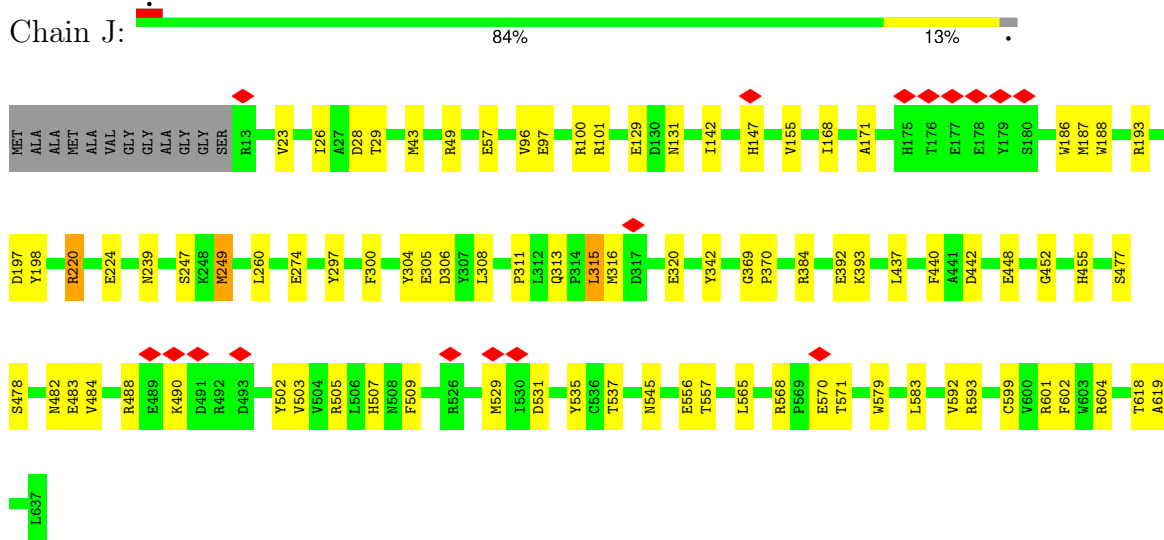 Chain J:
84% 13%
MET ALA ALA MET ALA VAL GLY GLY ALA GLY GLY SER R13 V23 I26 A27 D28 T29 M43 R49 E57 V96 E97 R100 R101 E129 D130 N131 I142 H147 V155 I168 A171 H175 T176 E177 E178 Y179 S180 W186 M187 W188 R193
D197 Y198 R220 E224 N239 S247 K248 M249 L260 E274 Y297 F300 Y304 E305 D306 Y307 L308 P311 L312 Q313 P314 L315 M316 D317 E320 Y342 G369 P370 R384 E392 K393 L437 F440 A441 D442 E448 G452 H455 S477
S478 N482 E483 V484 R488 E489 K490 D491 R492 D493 Y502 V503 V504 R505 L506 H507 N508 F509 R526 M529 I530 D531 Y535 C536 T537 N545 E556 T557 L565 R568 P569 E570 T571 W579 L583 V592 R593 C599 V600 R601 F602 W603 R604 T618 A619
L637